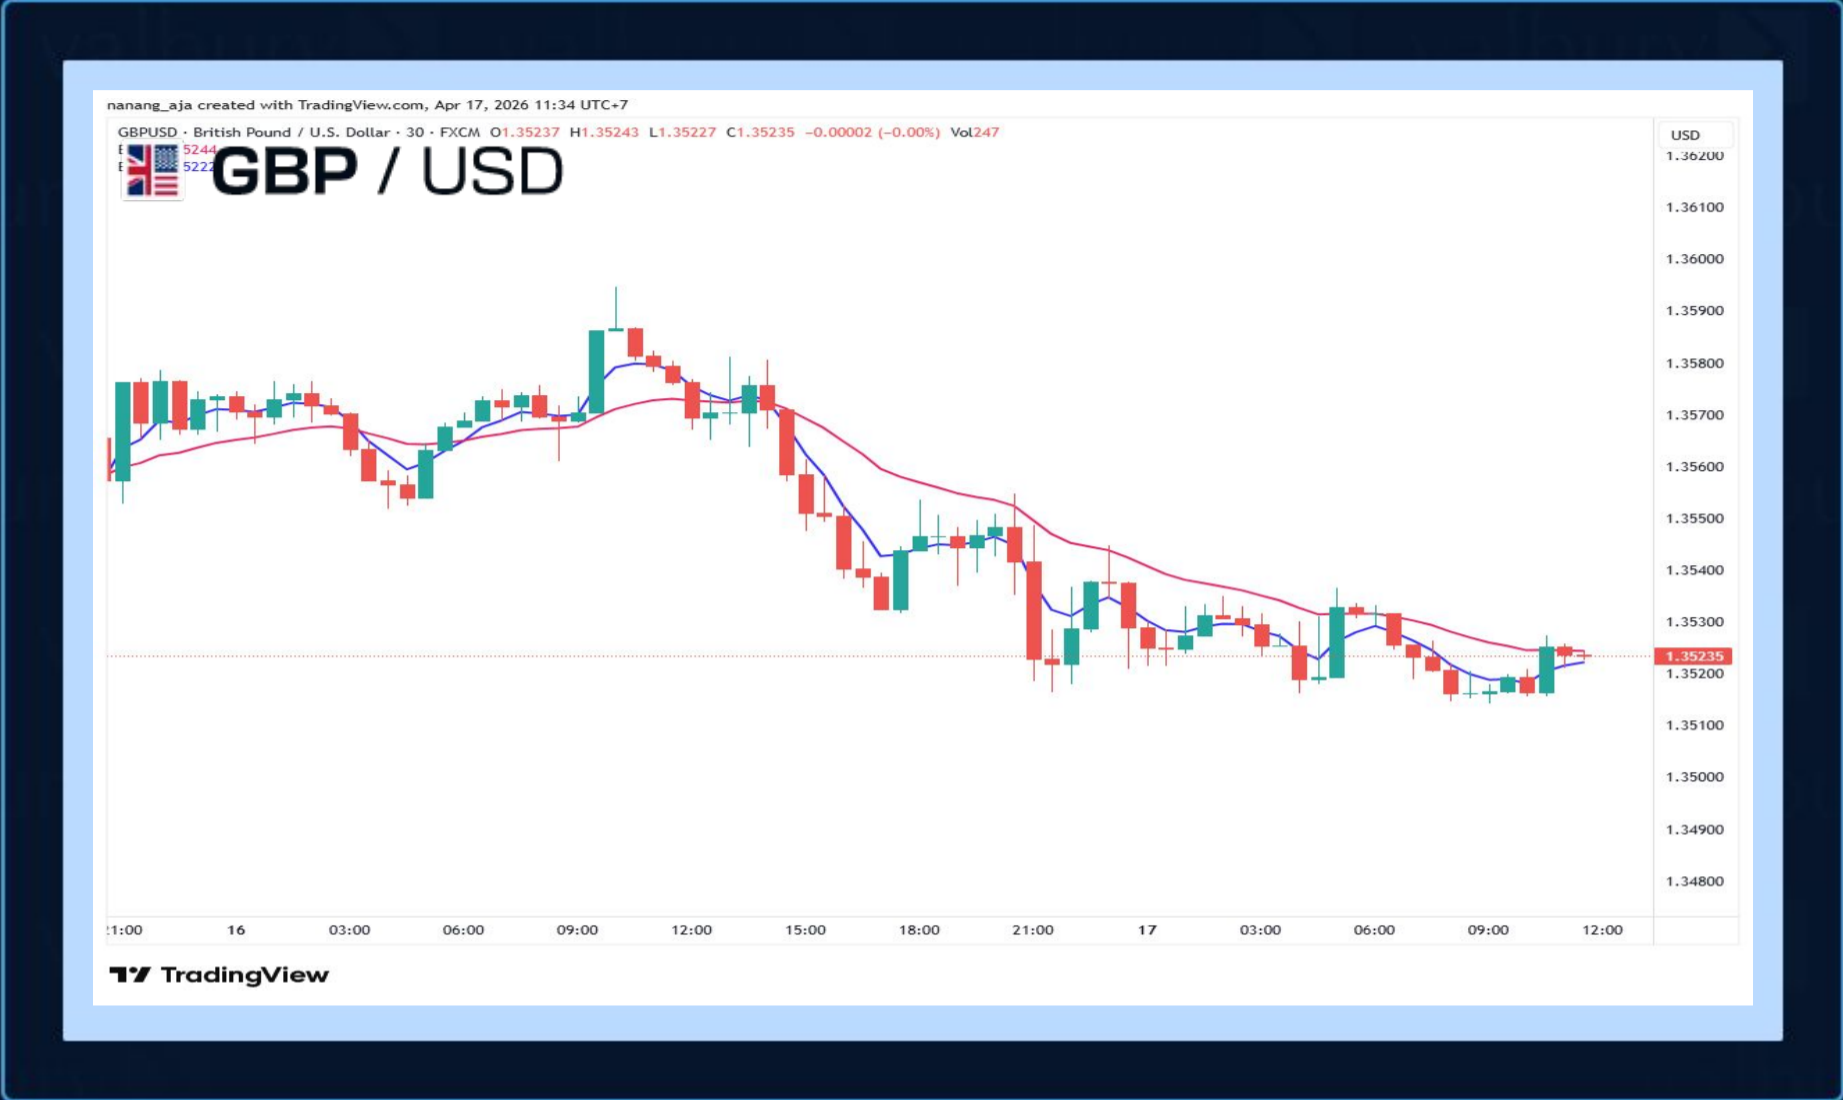 nanang_aja created with TradingView.com, Apr 17, 2026 11:34 UTC+7
GBPUSD · British Pound / U.S. Dollar · 30 · FXCM O1.35237 H1.35243 L1.35227 C1.35235 −0.00002 (−0.00%) Vol247
E 5244
E 5222
GBP / USD
USD
1.36200
1.36100
1.36000
1.35900
1.35800
1.35700
1.35600
1.35500
1.35400
1.35300
1.35235
1.35200
1.35100
1.35000
1.34900
1.34800
1:00 16 03:00 06:00 09:00 12:00 15:00 18:00 21:00 17 03:00 06:00 09:00 12:00
TradingView